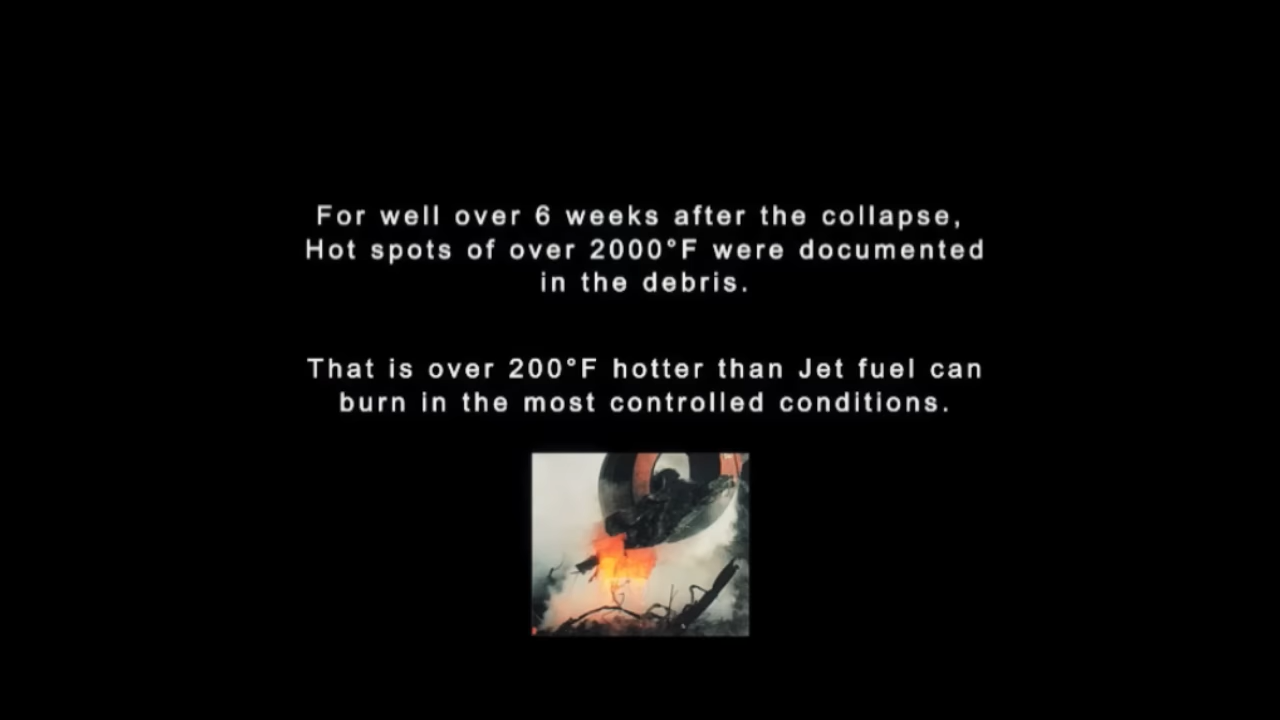 For well over 6 weeks after the collapse,
Hot spots of over 2000°F were documented
in the debris.
That is over 200°F hotter than Jet fuel can
burn in the most controlled conditions.